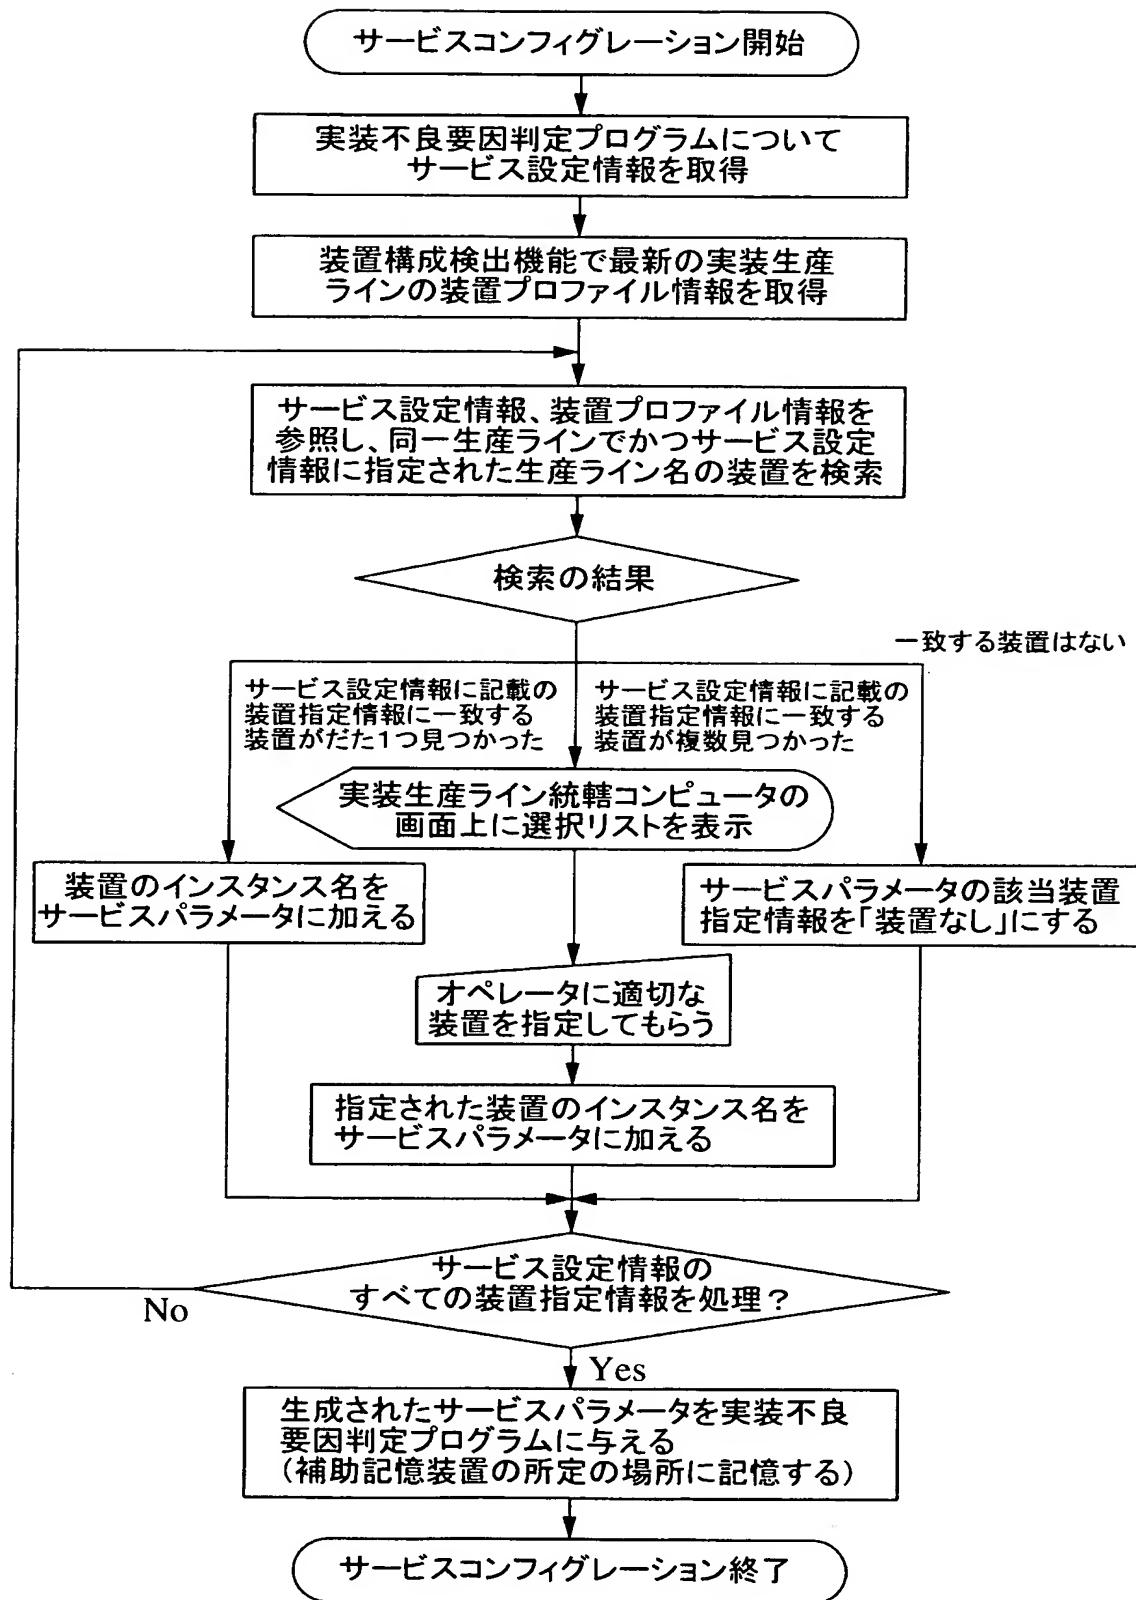 サービスコンフィグレーション開始
実装不良要因判定プログラムについて
サービス設定情報を取得
装置構成検出機能で最新の実装生産
ラインの装置プロファイル情報を取得
サービス設定情報、装置プロファイル情報を
参照し、同一生産ラインでかつサービス設定
情報に指定された生産ライン名の装置を検索
検索の結果
一致する装置はない
サービス設定情報に記載の
装置指定情報に一致する
装置がだた1つ見つかった
サービス設定情報に記載の
装置指定情報に一致する
装置が複数見つかった
実装生産ライン統轄コンピュータの
画面上に選択リストを表示
装置のインスタンス名を
サービスパラメータに加える
サービスパラメータの該当装置
指定情報を「装置なし」にする
オペレータに適切な
装置を指定してもらう
指定された装置のインスタンス名を
サービスパラメータに加える
サービス設定情報の
すべての装置指定情報を処理？
No
Yes
生成されたサービスパラメータを実装不良
要因判定プログラムに与える
（補助記憶装置の所定の場所に記憶する）
サービスコンフィグレーション終了